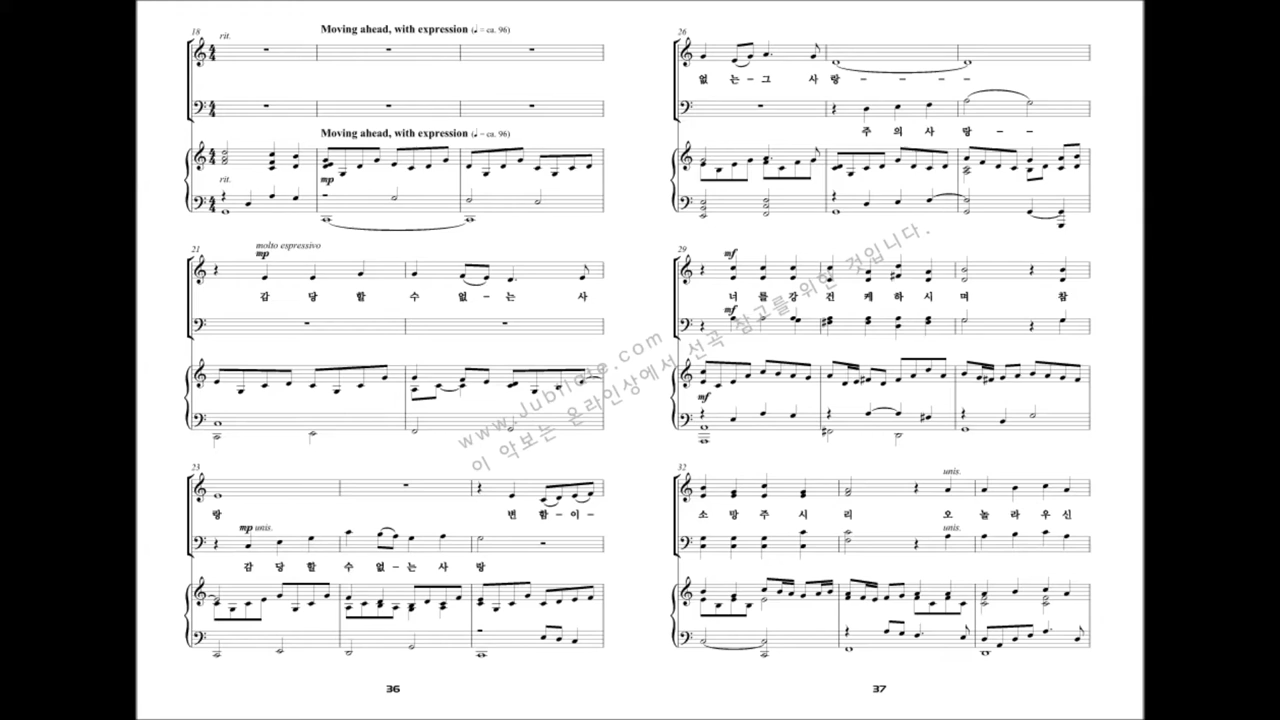 18
rit.
Moving ahead, with expression (♩ = ca. 96)
Moving ahead, with expression (♩ = ca. 96)
rit.
mp
21
molto espressivo
mp
감 당 할 수 없 – 는 사
23
랑 변 함 – 이 –
mp unis.
감 당 할 수 없 – 는 사 랑
36
26
없 는 – 그 사 랑 – – – –
주 의 사 랑 – –
29
mf
너 를 강 건 케 하 시 며 참
mf
mf
32
unis.
소 망 주 시 리 오 놀 라 우 신
unis.
37
www.Jubilate.com
이 악보는 온라인상에서 선곡 참고를 위한 것입니다.